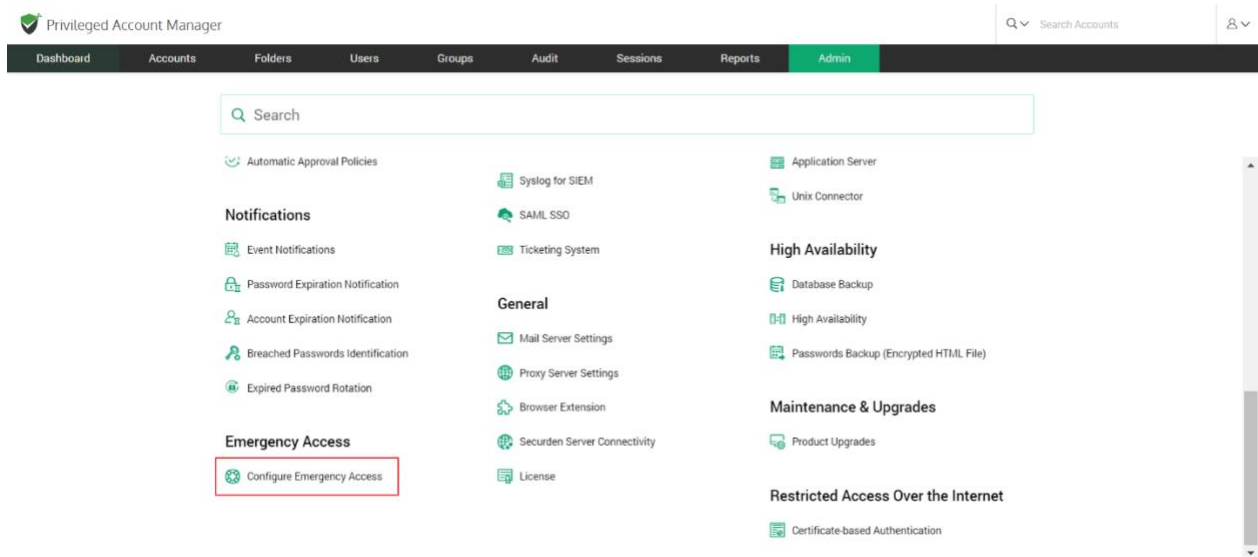 Privileged Account Manager
Search Accounts
Dashboard Accounts Folders Users Groups Audit Sessions Reports Admin
Search
Automatic Approval Policies
Notifications
Event Notifications
Password Expiration Notification
Account Expiration Notification
Breached Passwords Identification
Expired Password Rotation
Emergency Access
Configure Emergency Access
Syslog for SIEM
SAML SSO
Ticketing System
General
Mail Server Settings
Proxy Server Settings
Browser Extension
Securden Server Connectivity
License
Application Server
Unix Connector
High Availability
Database Backup
High Availability
Passwords Backup (Encrypted HTML File)
Maintenance & Upgrades
Product Upgrades
Restricted Access Over the Internet
Certificate-based Authentication